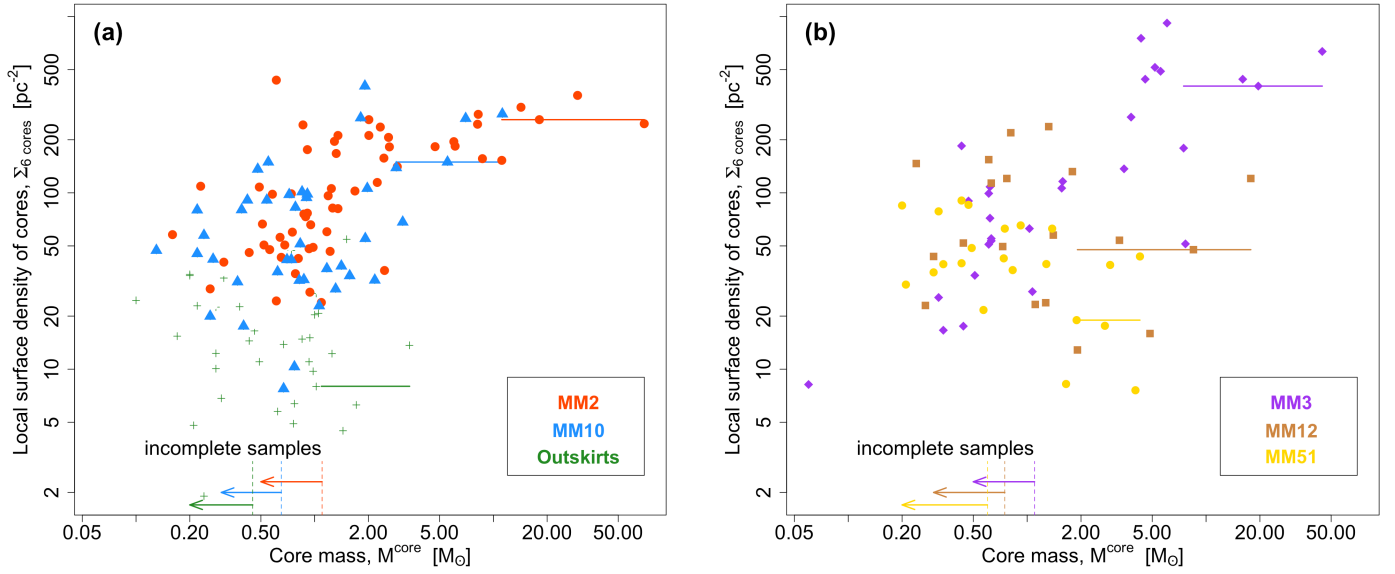 (a)
Local surface density of cores, Σ6 cores [pc-2]
500
200
100
50
20
10
5
2
MM2
MM10
Outskirts
incomplete samples
0.05 0.20 0.50 2.00 5.00 20.00 50.00
Core mass, Mcore [M⊙]
(b)
Local surface density of cores, Σ6 cores [pc-2]
500
200
100
50
20
10
5
2
MM3
MM12
MM51
incomplete samples
0.05 0.20 0.50 2.00 5.00 20.00 50.00
Core mass, Mcore [M⊙]